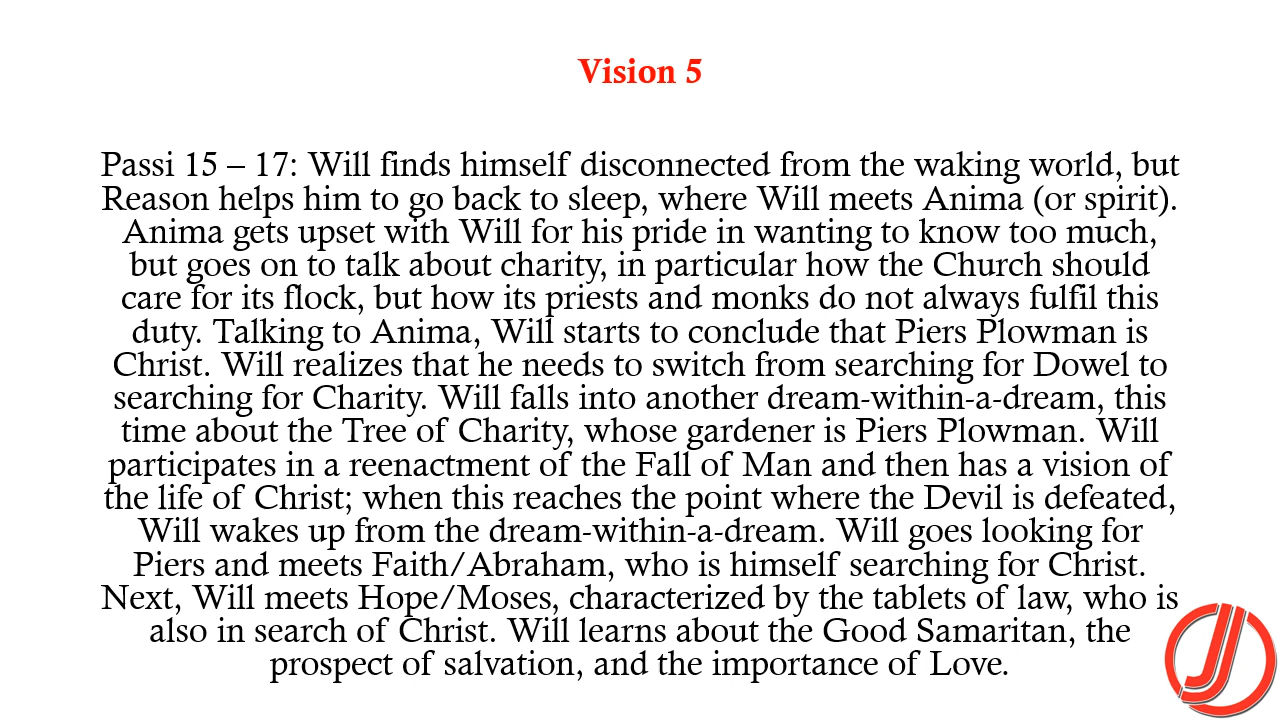 Vision 5
Passi 15 – 17: Will finds himself disconnected from the waking world, but
Reason helps him to go back to sleep, where Will meets Anima (or spirit).
Anima gets upset with Will for his pride in wanting to know too much,
but goes on to talk about charity, in particular how the Church should
care for its flock, but how its priests and monks do not always fulfil this
duty. Talking to Anima, Will starts to conclude that Piers Plowman is
Christ. Will realizes that he needs to switch from searching for Dowel to
searching for Charity. Will falls into another dream-within-a-dream, this
time about the Tree of Charity, whose gardener is Piers Plowman. Will
participates in a reenactment of the Fall of Man and then has a vision of
the life of Christ; when this reaches the point where the Devil is defeated,
Will wakes up from the dream-within-a-dream. Will goes looking for
Piers and meets Faith/Abraham, who is himself searching for Christ.
Next, Will meets Hope/Moses, characterized by the tablets of law, who is
also in search of Christ. Will learns about the Good Samaritan, the
prospect of salvation, and the importance of Love.